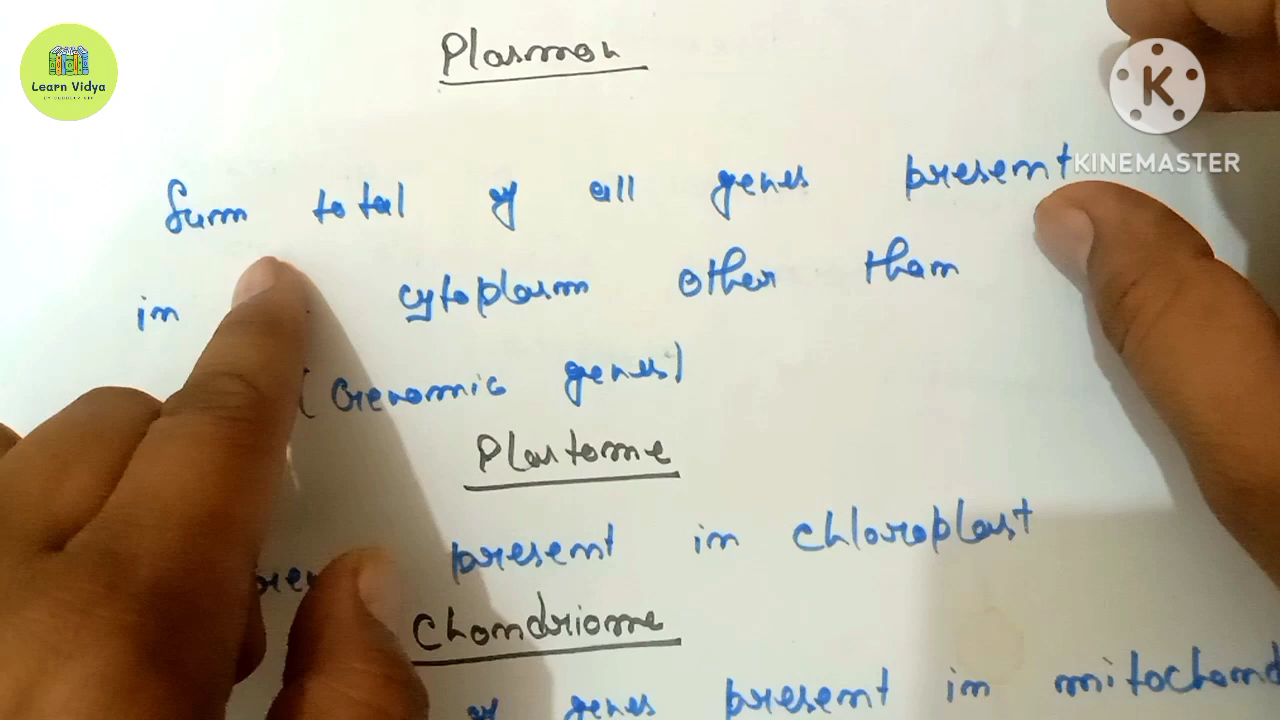 Plasmon
Learn Vidya
KINEMASTER
Sum total of all genes present
in cytoplasm other than
(Genomic genes)
Plastome
present in chloroplast
Chondriome
of genes present in mitochond